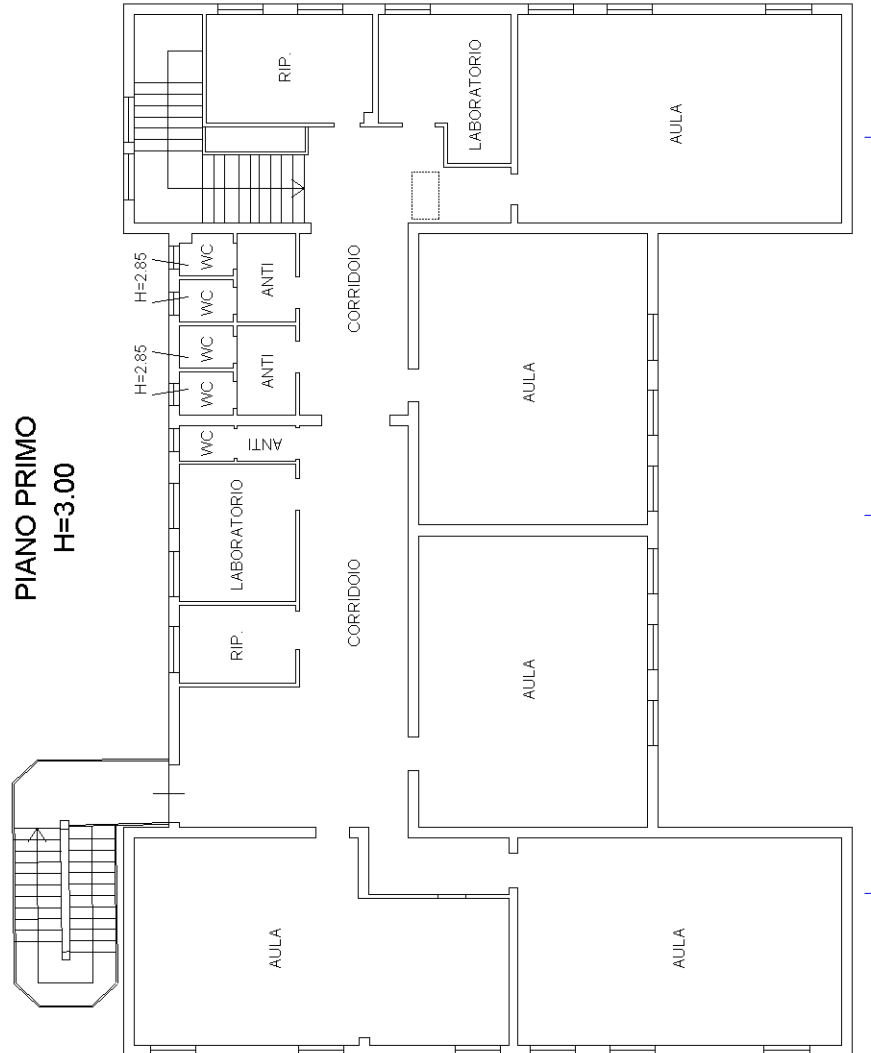 PIANO PRIMO
H=3.00
RIP.
LABORATORIO
AULA
H=2.85
WC
ANTI
WC
CORRIDOIO
H=2.85
WC
ANTI
WC
AULA
WC
ANTI
LABORATORIO
CORRIDOIO
RIP.
AULA
AULA
AULA